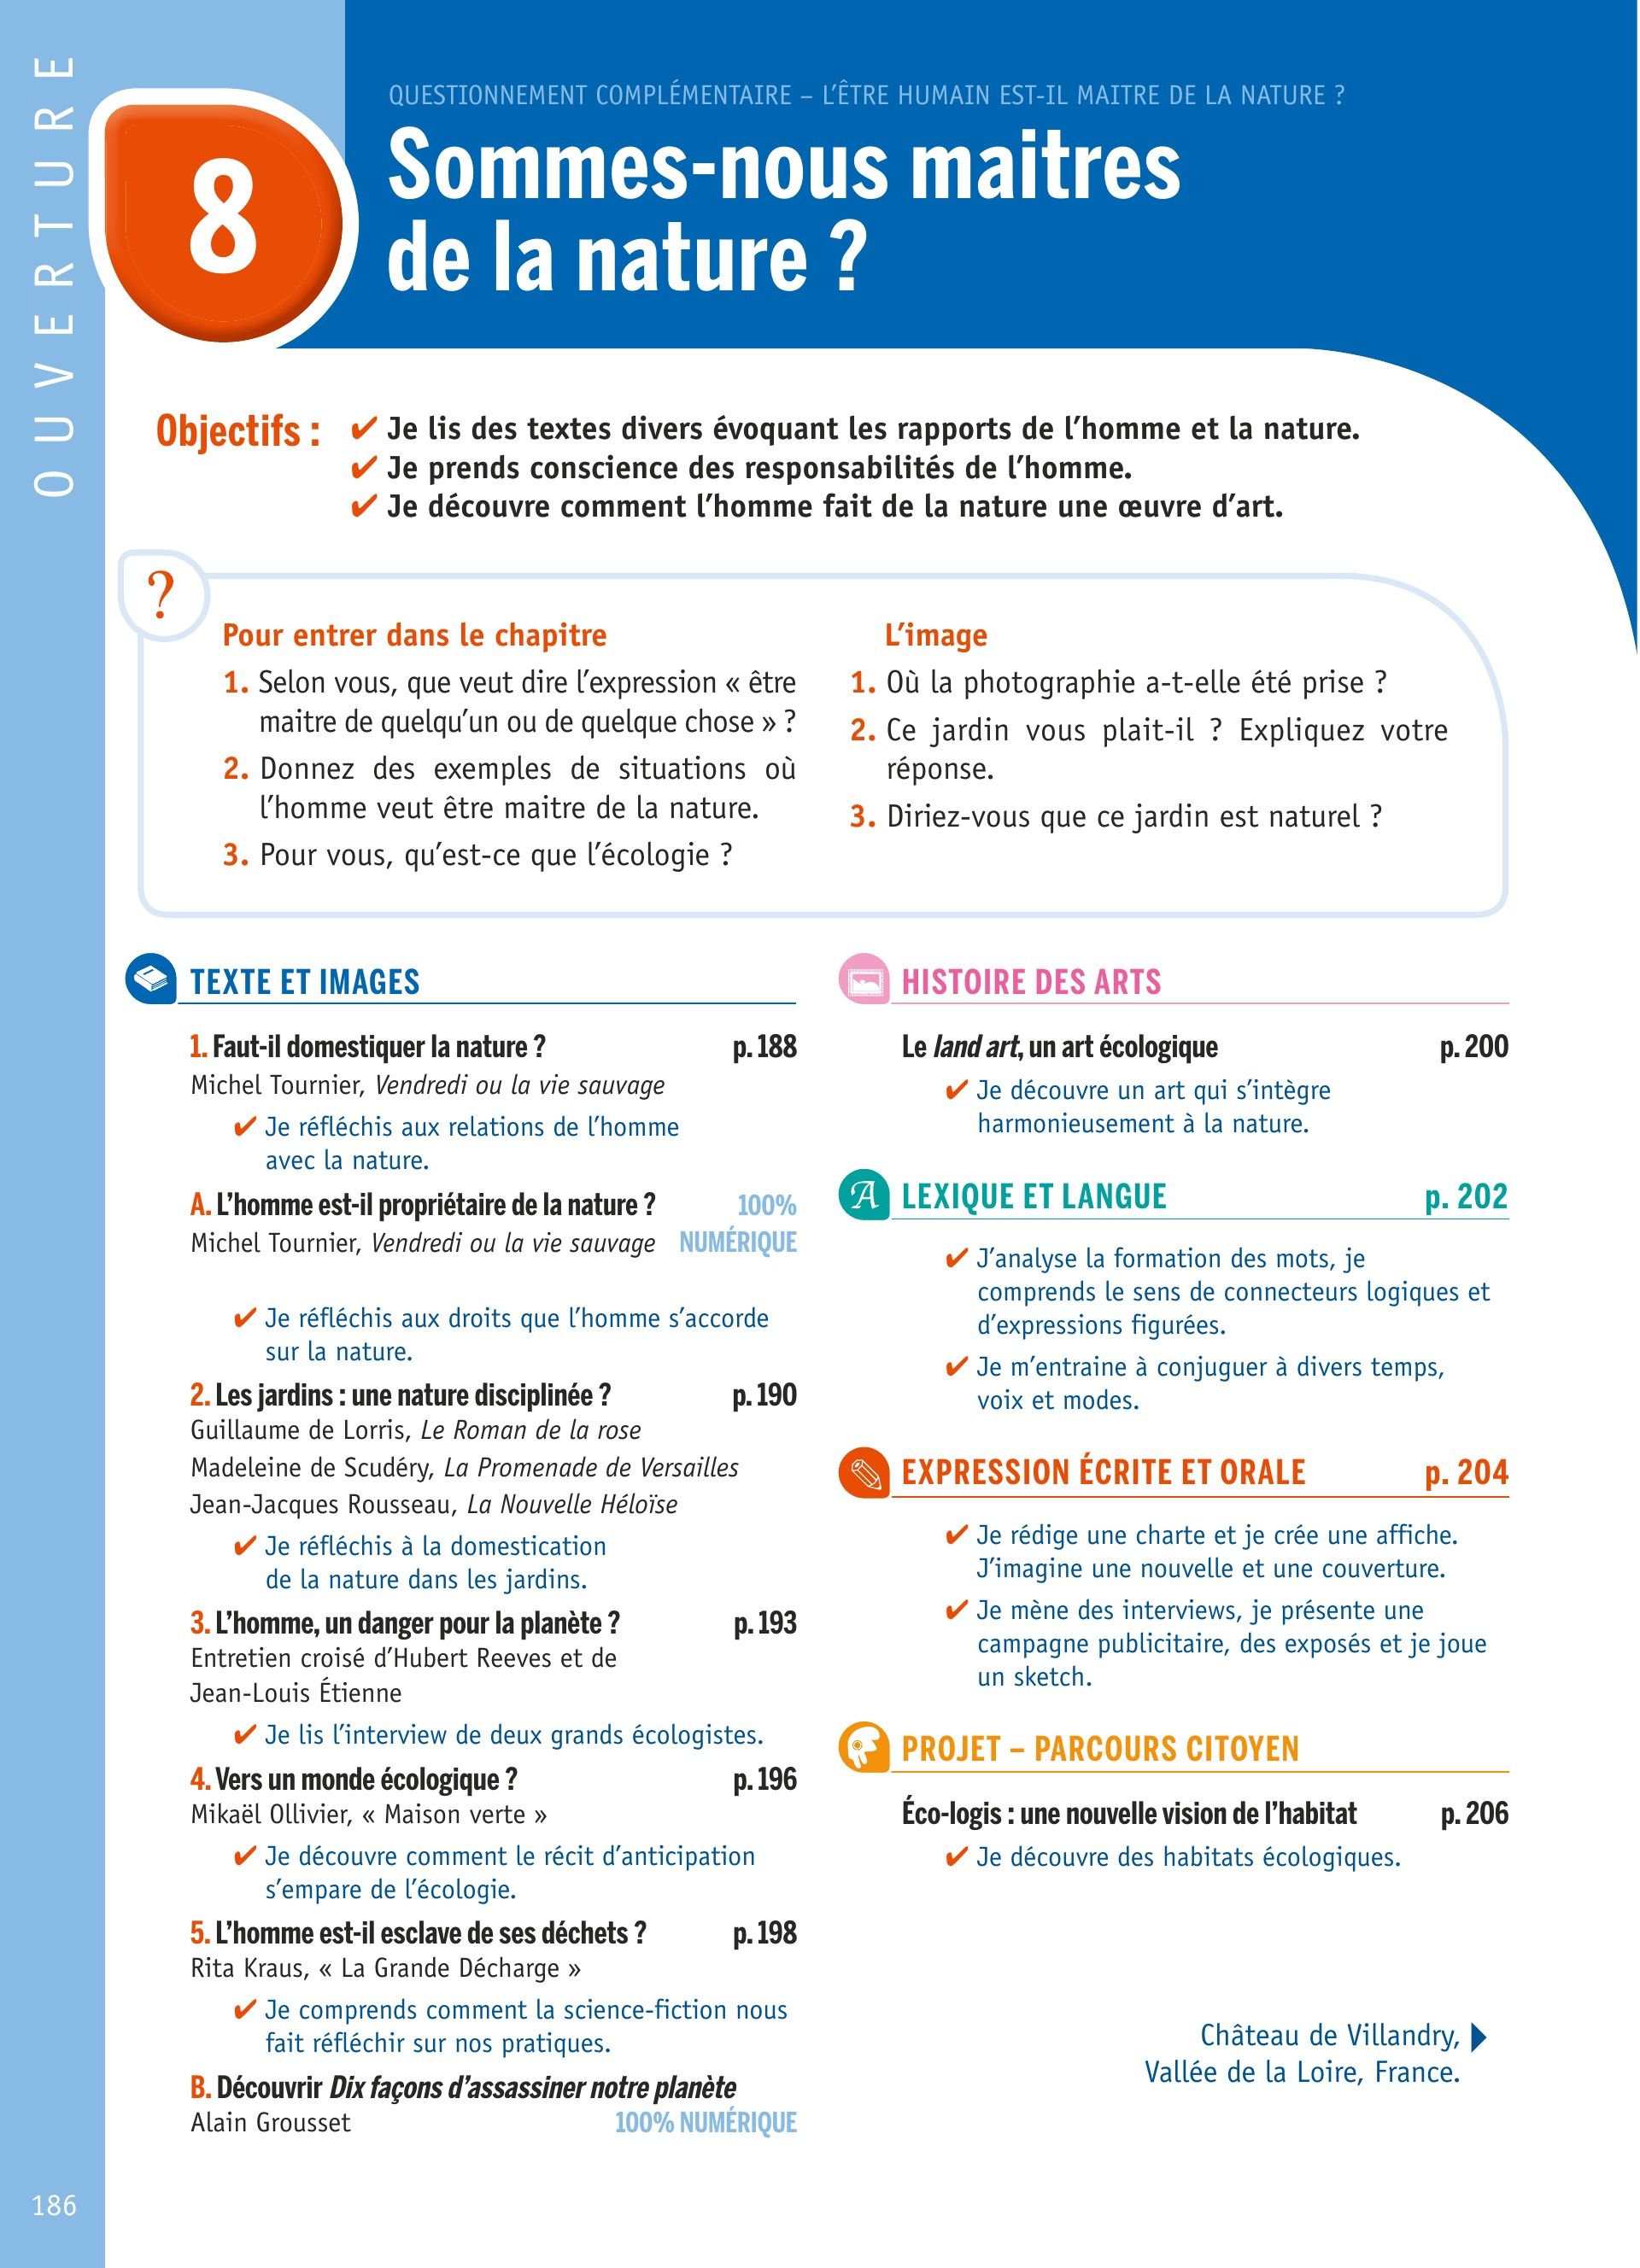 OUVERTURE
8
QUESTIONNEMENT COMPLÉMENTAIRE – L’ÊTRE HUMAIN EST-IL MAITRE DE LA NATURE ?
Sommes-nous maitres
de la nature ?
Objectifs :
✔ Je lis des textes divers évoquant les rapports de l’homme et la nature.
✔ Je prends conscience des responsabilités de l’homme.
✔ Je découvre comment l’homme fait de la nature une œuvre d’art.
?
Pour entrer dans le chapitre
1. Selon vous, que veut dire l’expression « être
maitre de quelqu’un ou de quelque chose » ?
2. Donnez des exemples de situations où
l’homme veut être maitre de la nature.
3. Pour vous, qu’est-ce que l’écologie ?
L’image
1. Où la photographie a-t-elle été prise ?
2. Ce jardin vous plait-il ? Expliquez votre
réponse.
3. Diriez-vous que ce jardin est naturel ?
TEXTE ET IMAGES
1. Faut-il domestiquer la nature ? p. 188
Michel Tournier, Vendredi ou la vie sauvage
✔ Je réfléchis aux relations de l’homme
avec la nature.
A. L’homme est-il propriétaire de la nature ? 100%
Michel Tournier, Vendredi ou la vie sauvage NUMÉRIQUE
✔ Je réfléchis aux droits que l’homme s’accorde
sur la nature.
2. Les jardins : une nature disciplinée ? p. 190
Guillaume de Lorris, Le Roman de la rose
Madeleine de Scudéry, La Promenade de Versailles
Jean-Jacques Rousseau, La Nouvelle Héloïse
✔ Je réfléchis à la domestication
de la nature dans les jardins.
3. L’homme, un danger pour la planète ? p. 193
Entretien croisé d’Hubert Reeves et de
Jean-Louis Étienne
✔ Je lis l’interview de deux grands écologistes.
4. Vers un monde écologique ? p. 196
Mikaël Ollivier, « Maison verte »
✔ Je découvre comment le récit d’anticipation
s’empare de l’écologie.
5. L’homme est-il esclave de ses déchets ? p. 198
Rita Kraus, « La Grande Décharge »
✔ Je comprends comment la science-fiction nous
fait réfléchir sur nos pratiques.
B. Découvrir Dix façons d’assassiner notre planète
Alain Grousset 100% NUMÉRIQUE
HISTOIRE DES ARTS
Le land art, un art écologique p. 200
✔ Je découvre un art qui s’intègre
harmonieusement à la nature.
A LEXIQUE ET LANGUE p. 202
✔ J’analyse la formation des mots, je
comprends le sens de connecteurs logiques et
d’expressions figurées.
✔ Je m’entraine à conjuguer à divers temps,
voix et modes.
EXPRESSION ÉCRITE ET ORALE p. 204
✔ Je rédige une charte et je crée une affiche.
J’imagine une nouvelle et une couverture.
✔ Je mène des interviews, je présente une
campagne publicitaire, des exposés et je joue
un sketch.
PROJET – PARCOURS CITOYEN
Éco-logis : une nouvelle vision de l’habitat p. 206
✔ Je découvre des habitats écologiques.
Château de Villandry,
Vallée de la Loire, France.
186